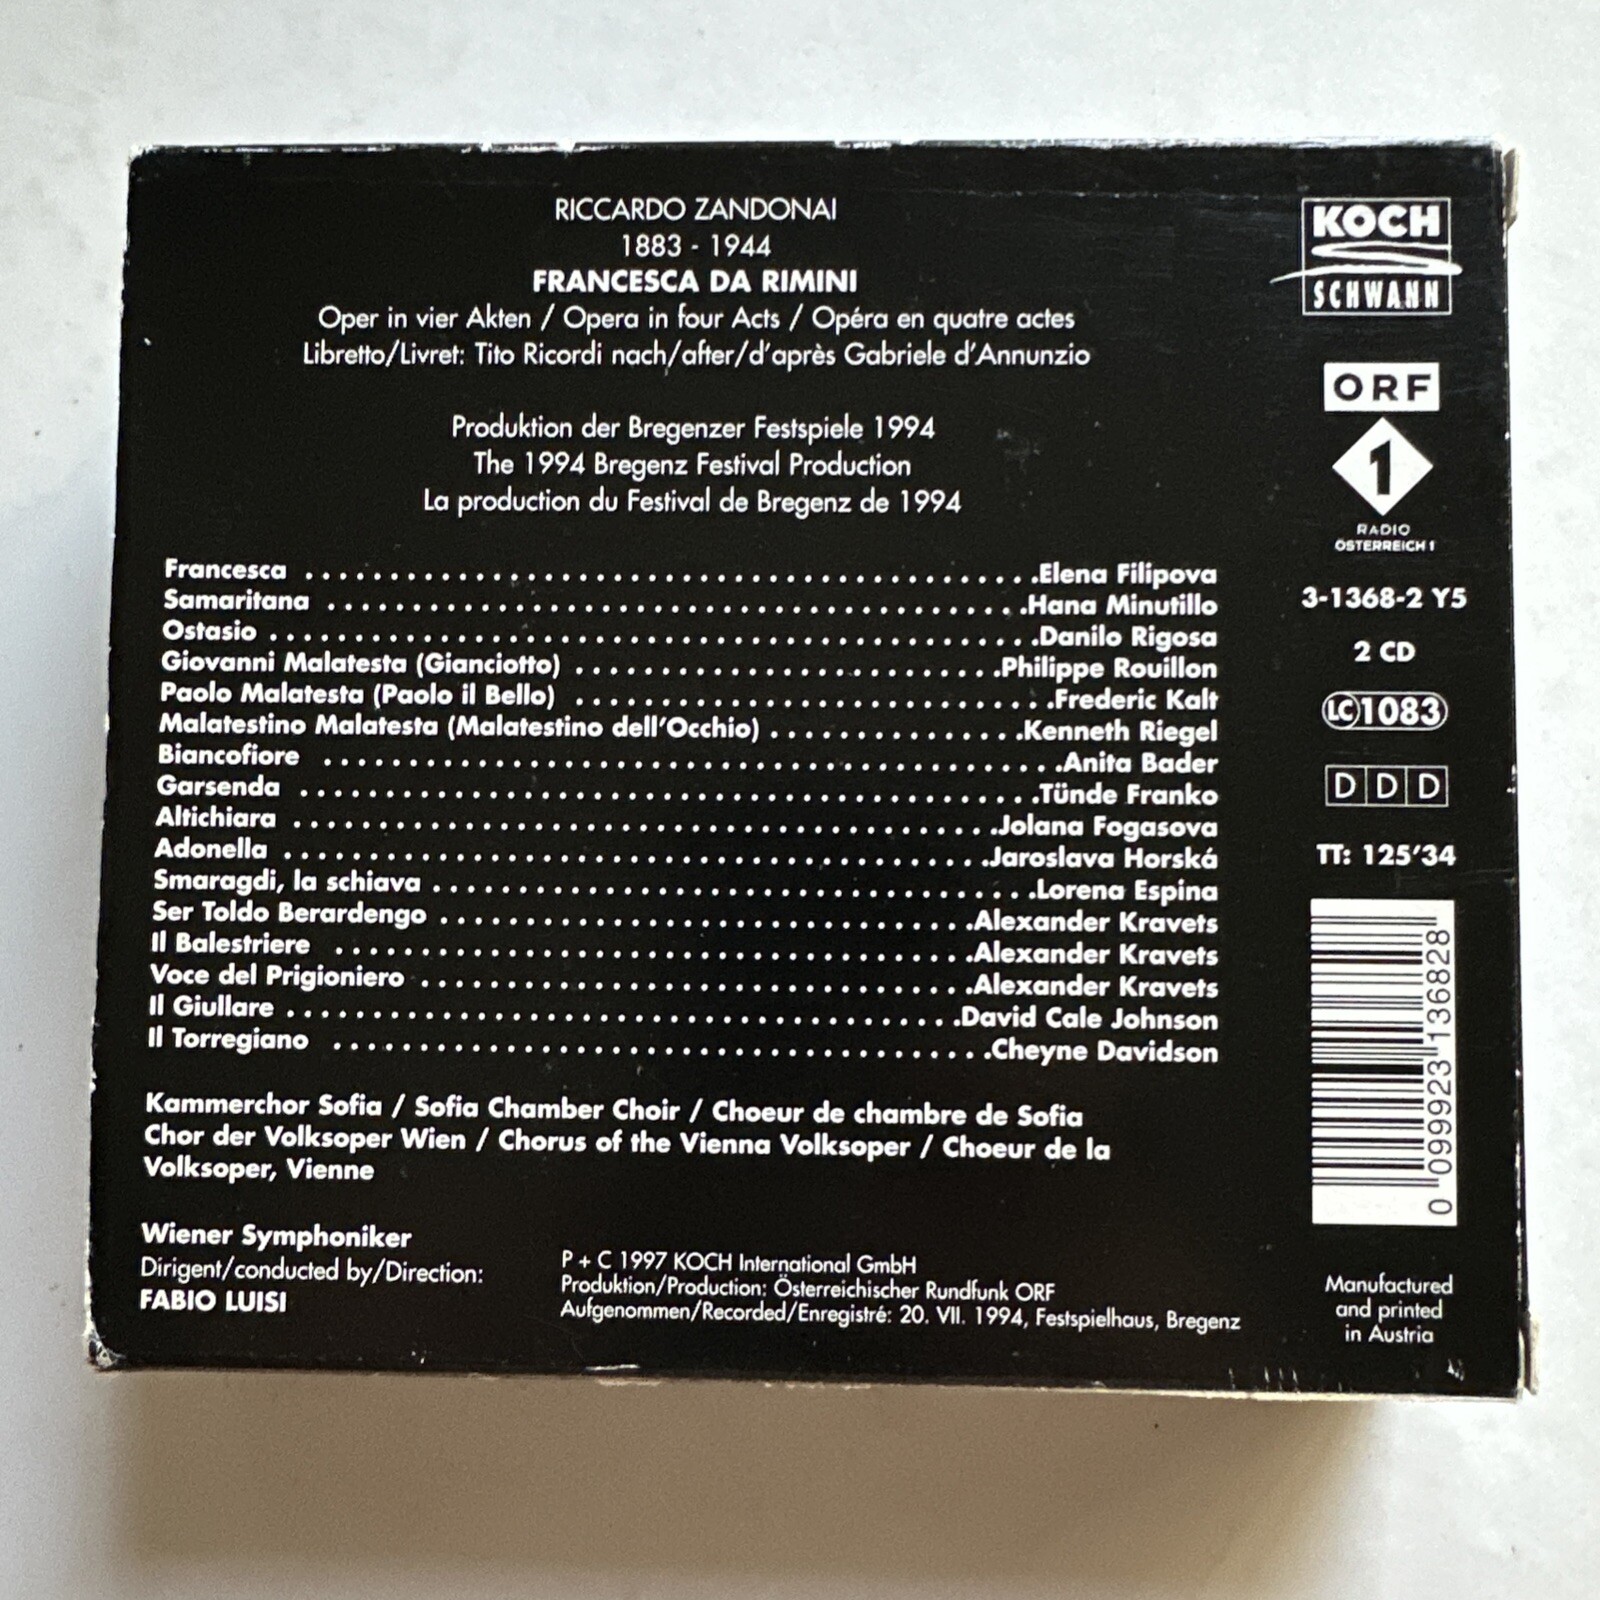 RICCARDO ZANDONAI
1883 - 1944
FRANCESCA DA RIMINI
Oper in vier Akten / Opera in four Acts / Opéra en quatre actes
Libretto/Livret: Tito Ricordi nach/after/d'après Gabriele d'Annunzio
Produktion der Bregenzer Festspiele 1994
The 1994 Bregenz Festival Production
La production du Festival de Bregenz de 1994
Francesca . . . . . . . . . . . . . . . . . . . . Elena Filipova
Samaritana . . . . . . . . . . . . . . . . . . . . Hana Minutillo
Ostasio . . . . . . . . . . . . . . . . . . . . Danilo Rigosa
Giovanni Malatesta (Gianciotto) . . . . . . . . . . . . . . . . . . . . Philippe Rouillon
Paolo Malatesta (Paolo il Bello) . . . . . . . . . . . . . . . . . . . . Frederic Kalt
Malatestino Malatesta (Malatestino dell'Occhio) . . . . . . . . . . . . . . . Kenneth Riegel
Biancofiore . . . . . . . . . . . . . . . . . . . . Anita Bader
Garsenda . . . . . . . . . . . . . . . . . . . . Tünde Franko
Altichiara . . . . . . . . . . . . . . . . . . . . Jolana Fogasova
Adonella . . . . . . . . . . . . . . . . . . . . Jaroslava Horská
Smaragdi, la schiava . . . . . . . . . . . . . . . . . . . . Lorena Espina
Ser Toldo Berardengo . . . . . . . . . . . . . . . . . . . . Alexander Kravets
Il Balestriere . . . . . . . . . . . . . . . . . . . . Alexander Kravets
Voce del Prigioniero . . . . . . . . . . . . . . . . . . . . Alexander Kravets
Il Giullare . . . . . . . . . . . . . . . . . . . . David Cale Johnson
Il Torregiano . . . . . . . . . . . . . . . . . . . . Cheyne Davidson
Kammerchor Sofia / Sofia Chamber Choir / Choeur de chambre de Sofia
Chor der Volksoper Wien / Chorus of the Vienna Volksoper / Choeur de la
Volksoper, Vienne
Wiener Symphoniker
Dirigent/conducted by/Direction:
FABIO LUISI
P + C 1997 KOCH International GmbH
Produktion/Production: Österreichischer Rundfunk ORF
Aufgenommen/Recorded/Enregistré: 20. VII. 1994, Festspielhaus, Bregenz
KOCH
SCHWANN
ORF
1
RADIO
ÖSTERREICH 1
3-1368-2 Y5
2 CD
LC 1083
D D D
TT: 125'34
0 099923 136828
Manufactured
and printed
in Austria